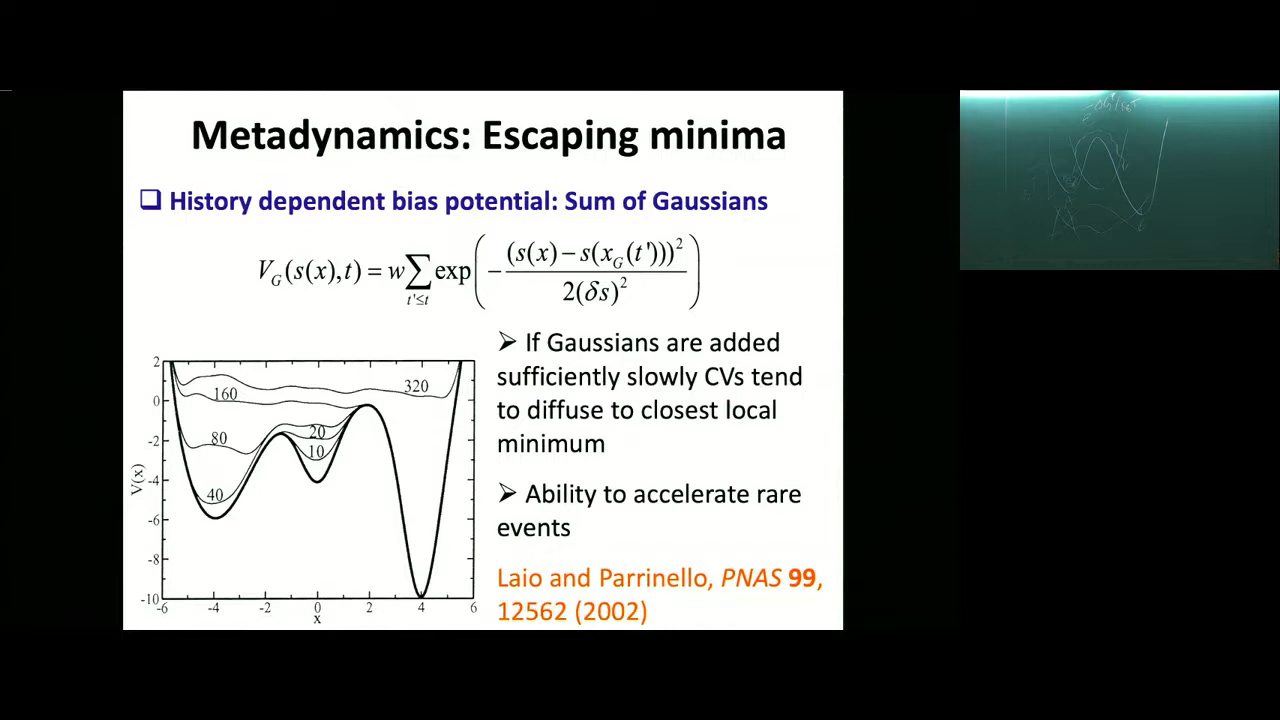 Metadynamics: Escaping minima
❑ History dependent bias potential: Sum of Gaussians
V_G(s(x),t) = w∑_{t'≤t} exp(−(s(x)−s(x_G(t')))²/2(δs)²)
➢ If Gaussians are added
sufficiently slowly CVs tend
to diffuse to closest local
minimum
➢ Ability to accelerate rare
events
Laio and Parrinello, PNAS 99,
12562 (2002)
2
0
-2
-4
-6
-8
-10
V(x)
320
160
80
20
10
40
-6 -4 -2 0 2 4 6
x